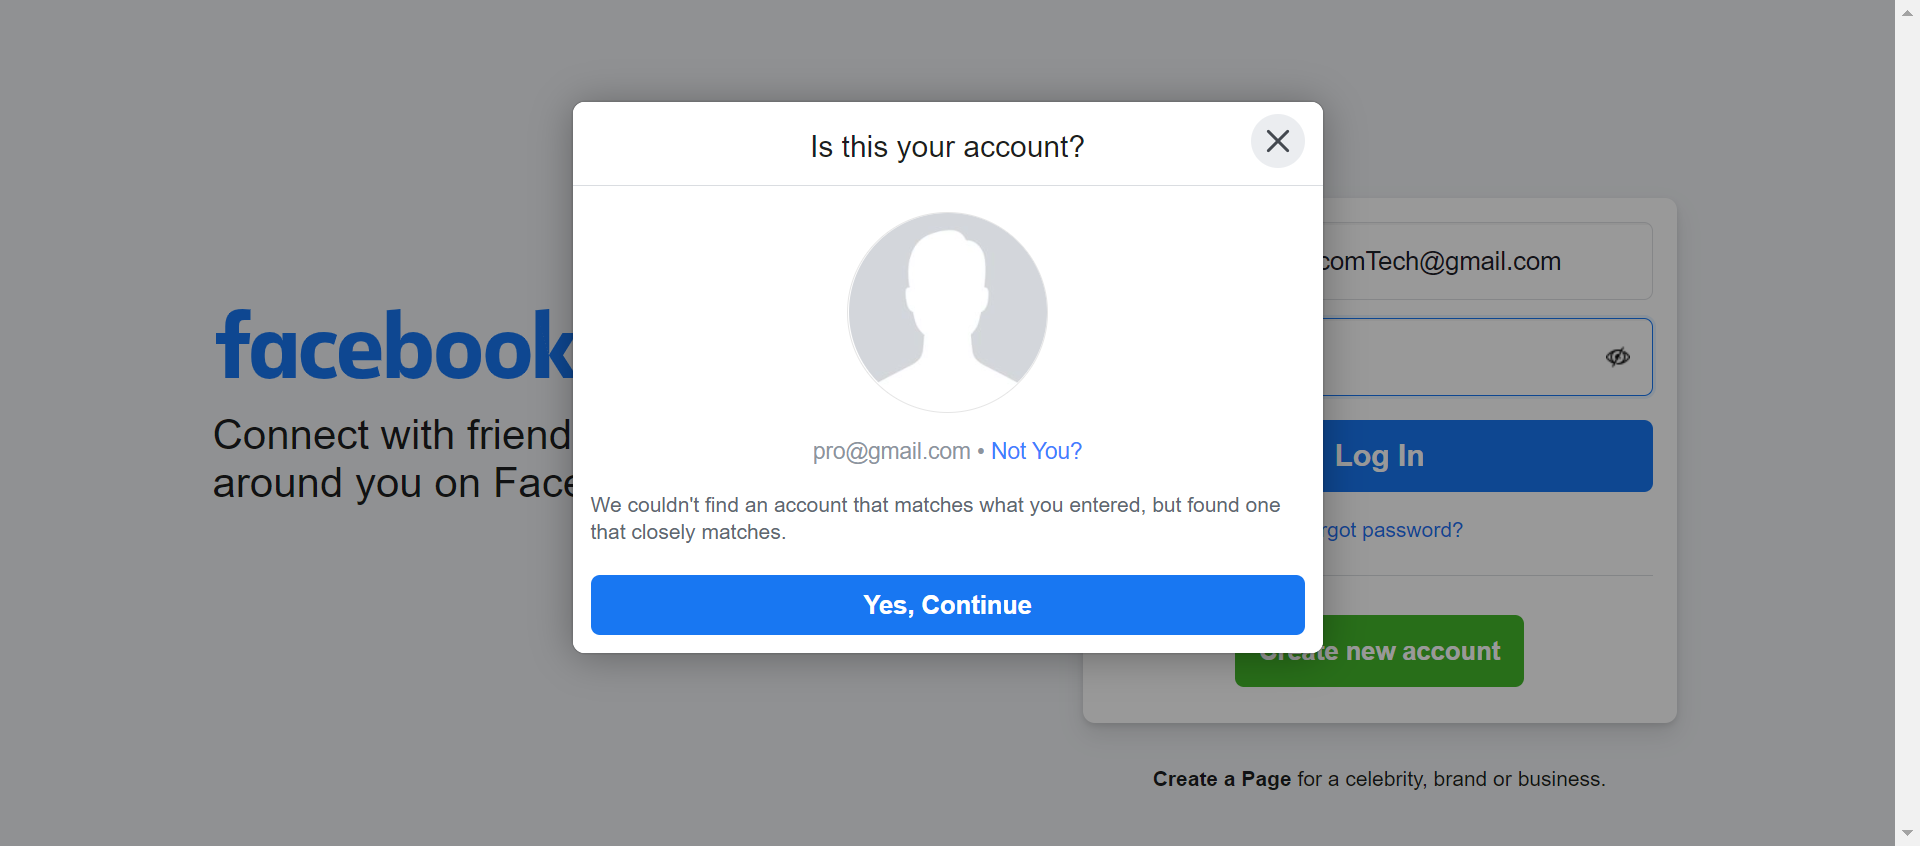 Is this your account?
comTech@gmail.com
facebook
Connect with friend
around you on Face
pro@gmail.com • Not You?
We couldn't find an account that matches what you entered, but found one
that closely matches.
Yes, Continue
Log In
rgot password?
Create new account
Create a Page for a celebrity, brand or business.